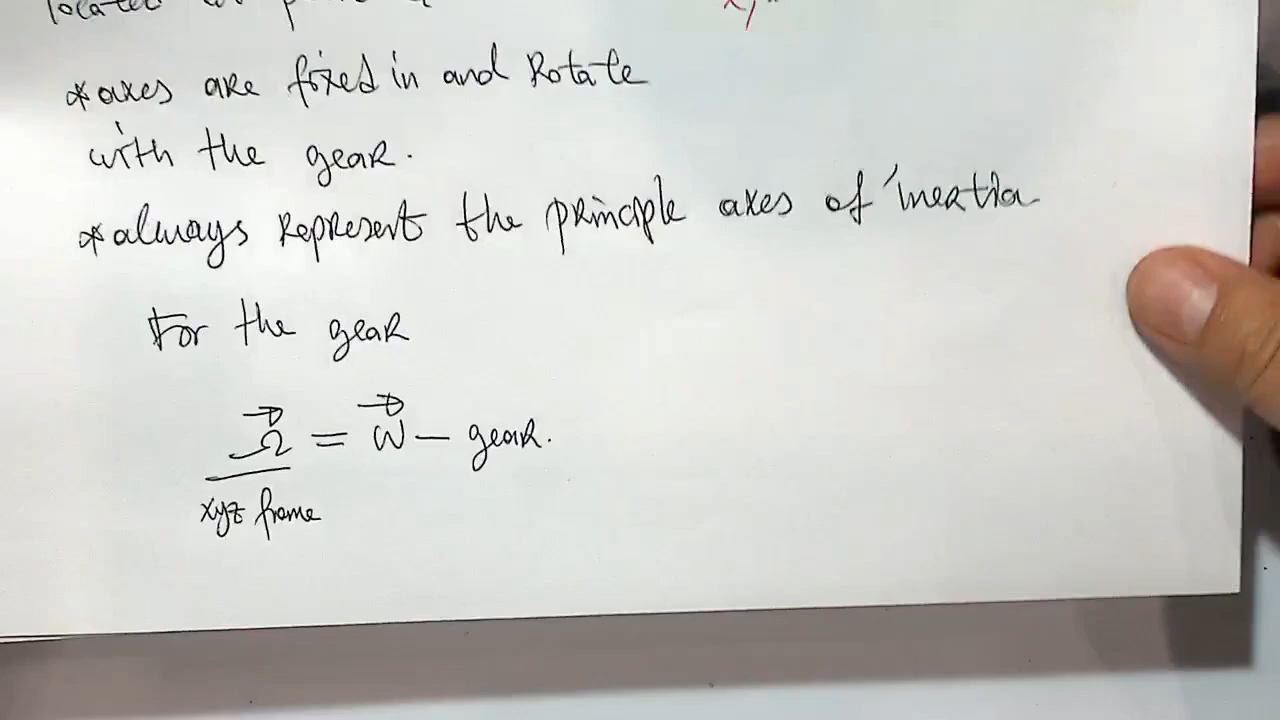 located
* axes are fixed in and Rotate
with the gear.
* always represent the principle axes of inertia
For the gear
Ω⃗ = ω⃗ — gear.
xyz frame